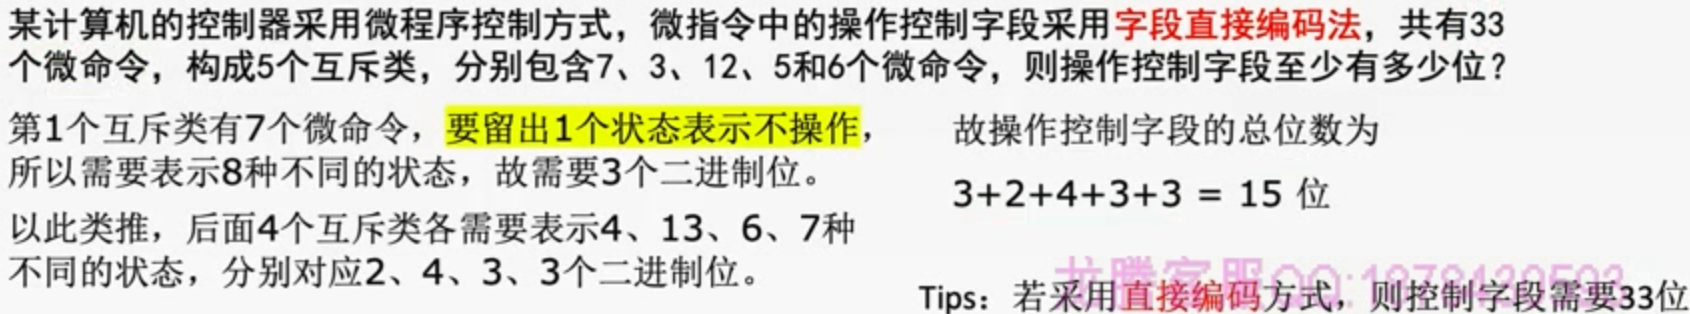 某计算机的控制器采用微程序控制方式，微指令中的操作控制字段采用字段直接编码法，共有33
个微命令，构成5个互斥类，分别包含7、3、12、5和6个微命令，则操作控制字段至少有多少位？
第1个互斥类有7个微命令，要留出1个状态表示不操作，
所以需要表示8种不同的状态，故需要3个二进制位。
以此类推，后面4个互斥类各需要表示4、13、6、7种
不同的状态，分别对应2、4、3、3个二进制位。
故操作控制字段的总位数为
3+2+4+3+3 = 15 位
Tips：若采用直接编码方式，则控制字段需要33位